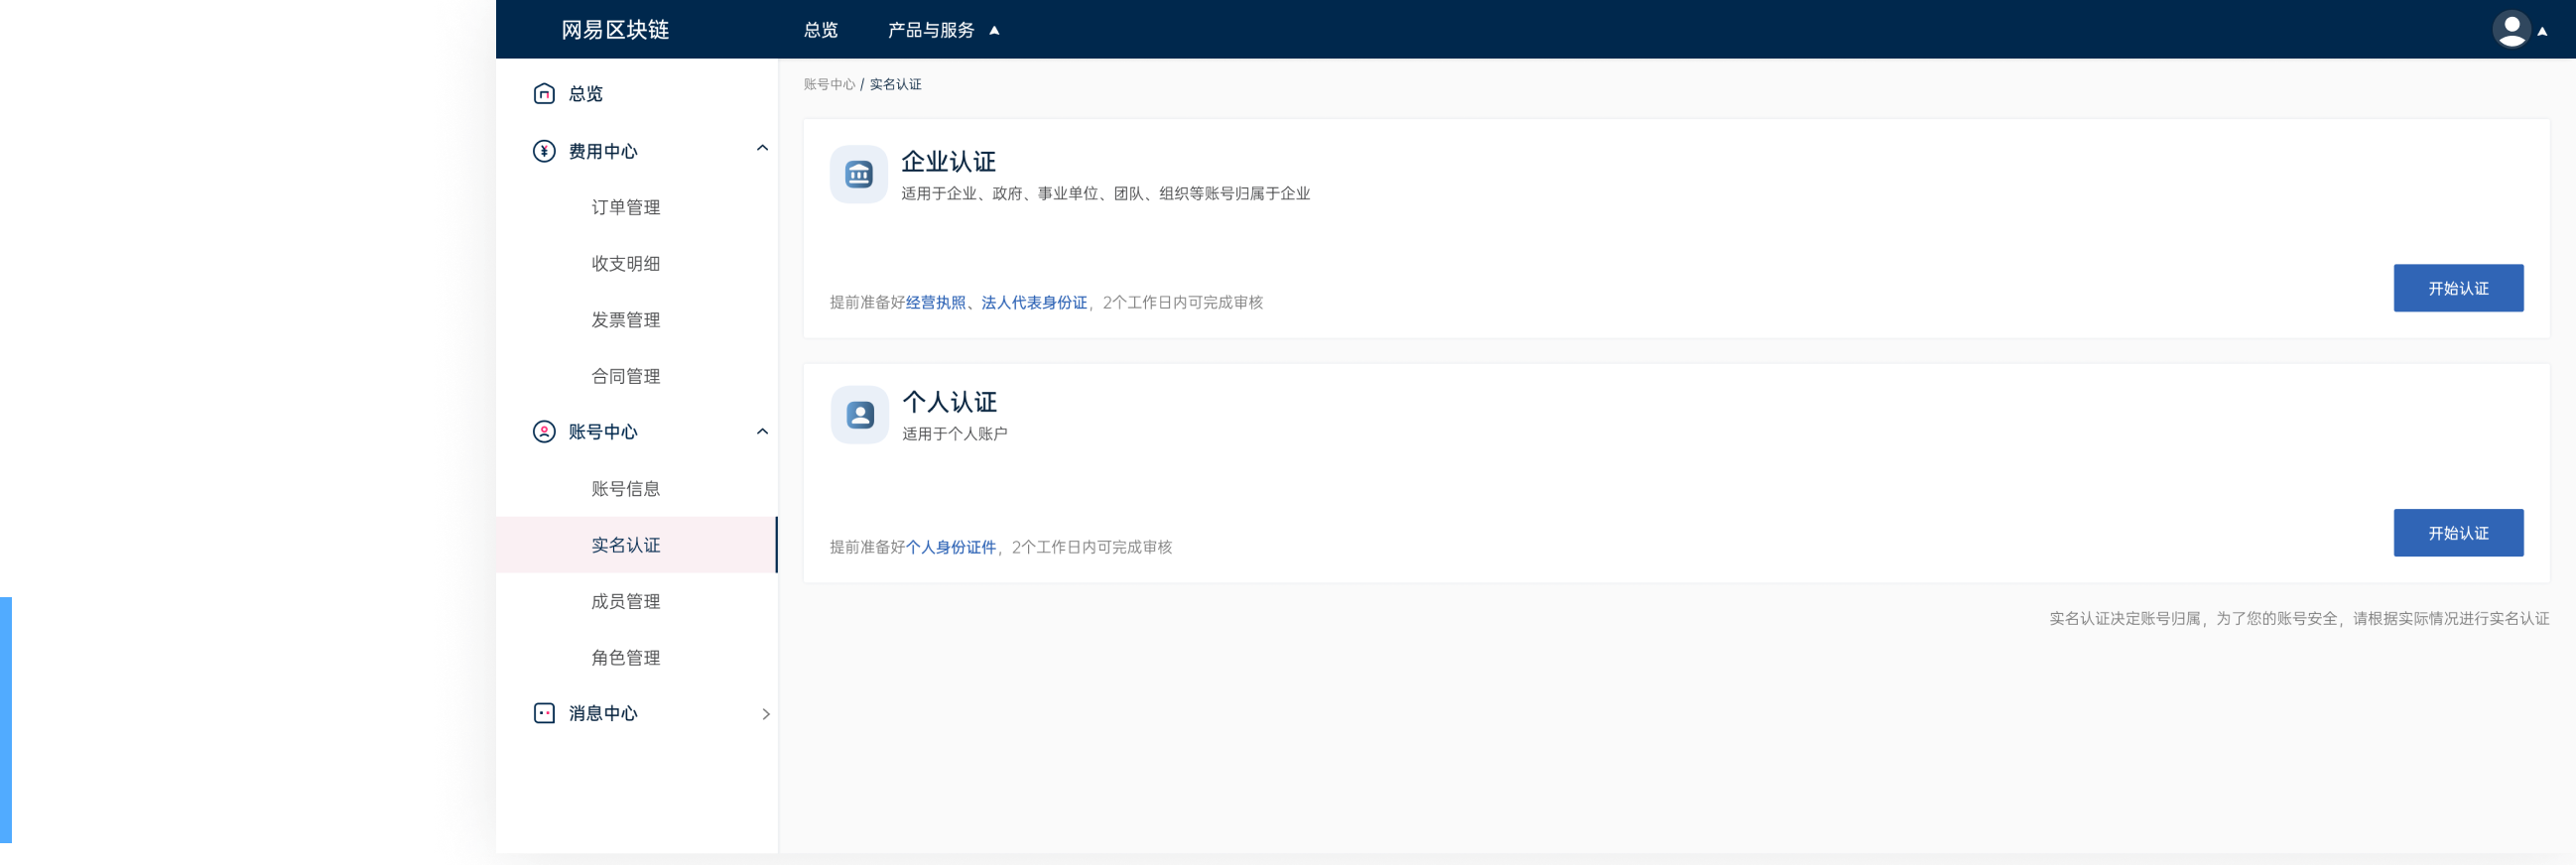 网易区块链
总览
产品与服务
总览
费用中心
订单管理
收支明细
发票管理
合同管理
账号中心
账号信息
实名认证
成员管理
角色管理
消息中心
账号中心 / 实名认证
企业认证
适用于企业、政府、事业单位、团队、组织等账号归属于企业
提前准备好经营执照、法人代表身份证，2个工作日内可完成审核
开始认证
个人认证
适用于个人账户
提前准备好个人身份证件，2个工作日内可完成审核
开始认证
实名认证决定账号归属，为了您的账号安全，请根据实际情况进行实名认证